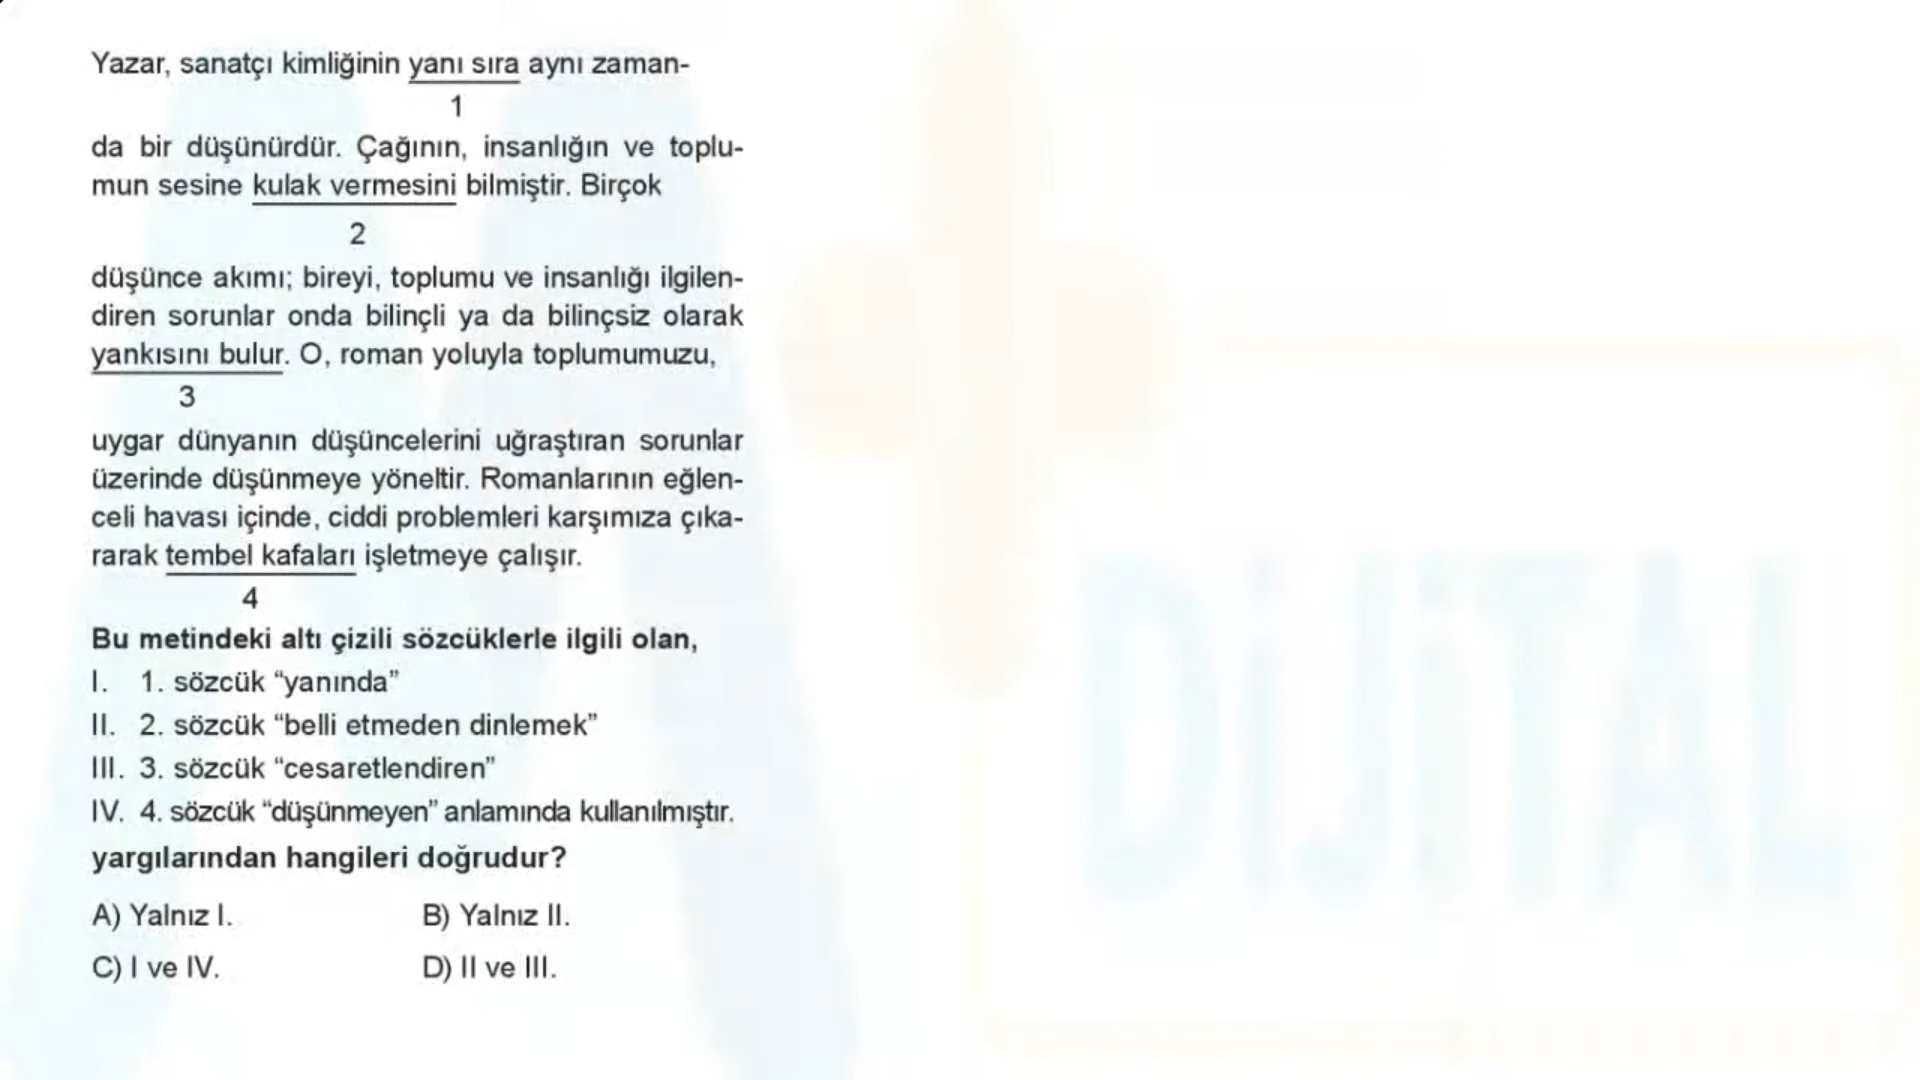 Yazar, sanatçı kimliğinin yanı sıra aynı zaman-
1
da bir düşünürdür. Çağının, insanlığın ve toplu-
mun sesine kulak vermesini bilmiştir. Birçok
2
düşünce akımı; bireyi, toplumu ve insanlığı ilgilen-
diren sorunlar onda bilinçli ya da bilinçsiz olarak
yankısını bulur. O, roman yoluyla toplumumuzu,
3
uygar dünyanın düşüncelerini uğraştıran sorunlar
üzerinde düşünmeye yöneltir. Romanlarının eğlen-
celi havası içinde, ciddi problemleri karşımıza çıka-
rarak tembel kafaları işletmeye çalışır.
4
Bu metindeki altı çizili sözcüklerle ilgili olan,
I. 1. sözcük “yanında”
II. 2. sözcük “belli etmeden dinlemek”
III. 3. sözcük “cesaretlendiren”
IV. 4. sözcük “düşünmeyen” anlamında kullanılmıştır.
yargılarından hangileri doğrudur?
A) Yalnız I.
B) Yalnız II.
C) I ve IV.
D) II ve III.
DİJİTAL